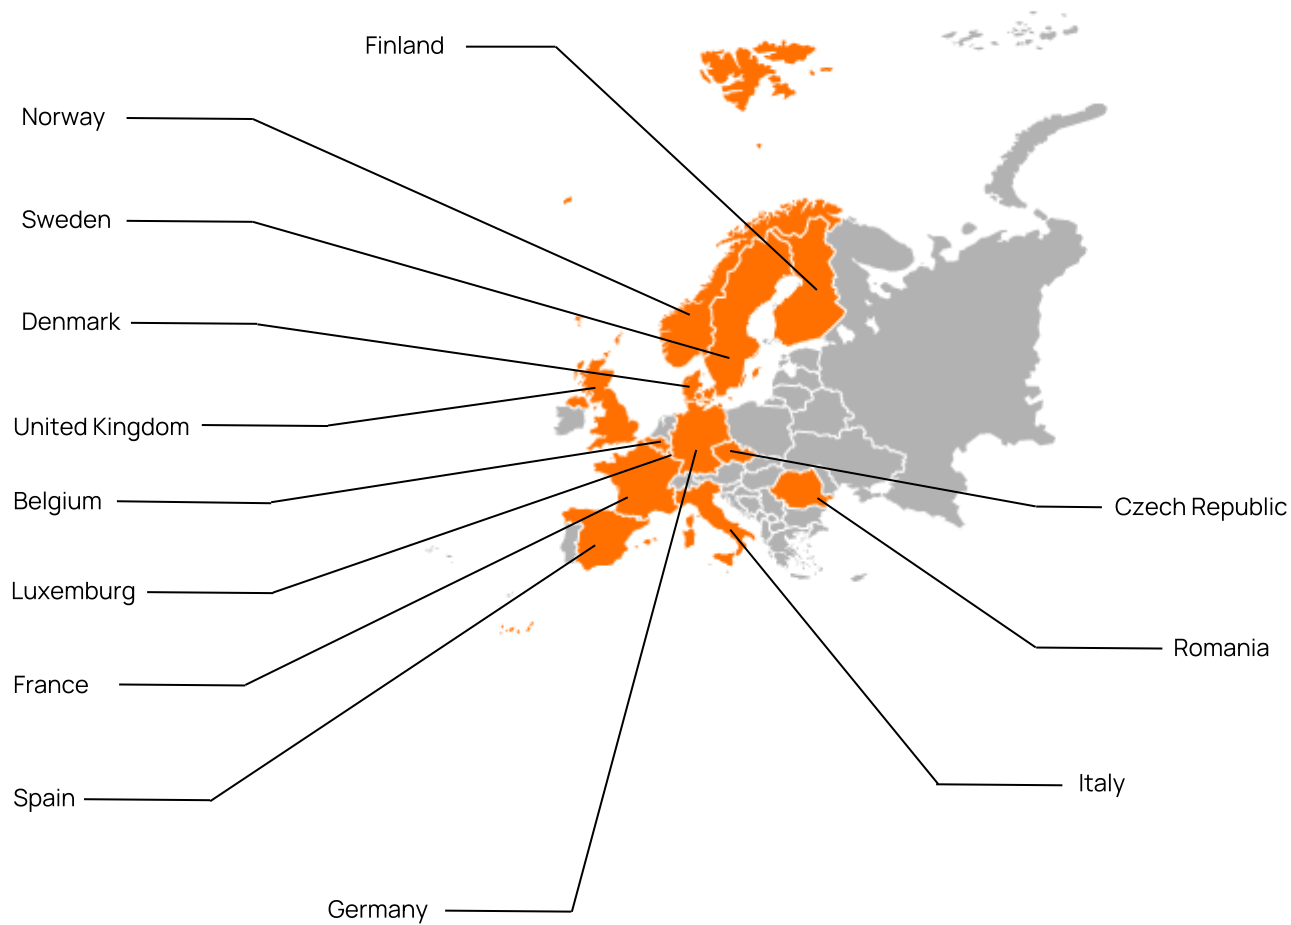 Finland
Norway
Sweden
Denmark
United Kingdom
Belgium
Czech Republic
Luxemburg
Romania
France
Italy
Spain
Germany